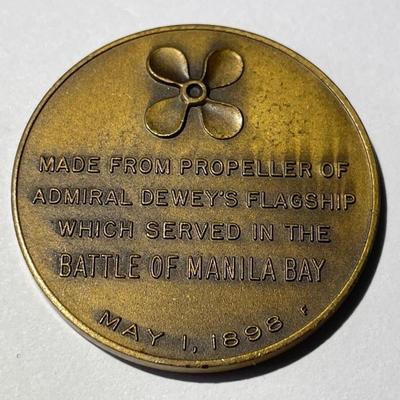 MADE FROM PROPELLER OF
ADMIRAL DEWEY'S FLAGSHIP
WHICH SERVED IN THE
BATTLE OF MANILA BAY
MAY 1, 1898
F